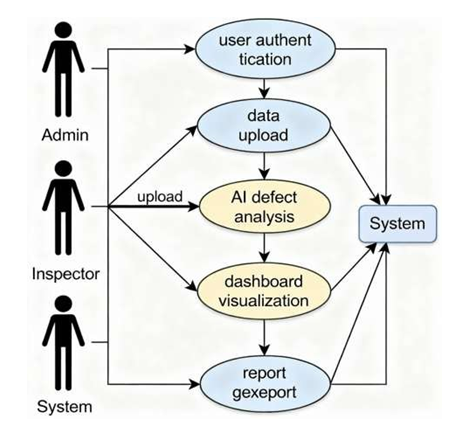 user authent
tication
Admin
data
upload
upload
AI defect
analysis
System
Inspector
dashboard
visualization
System
report
gexeport